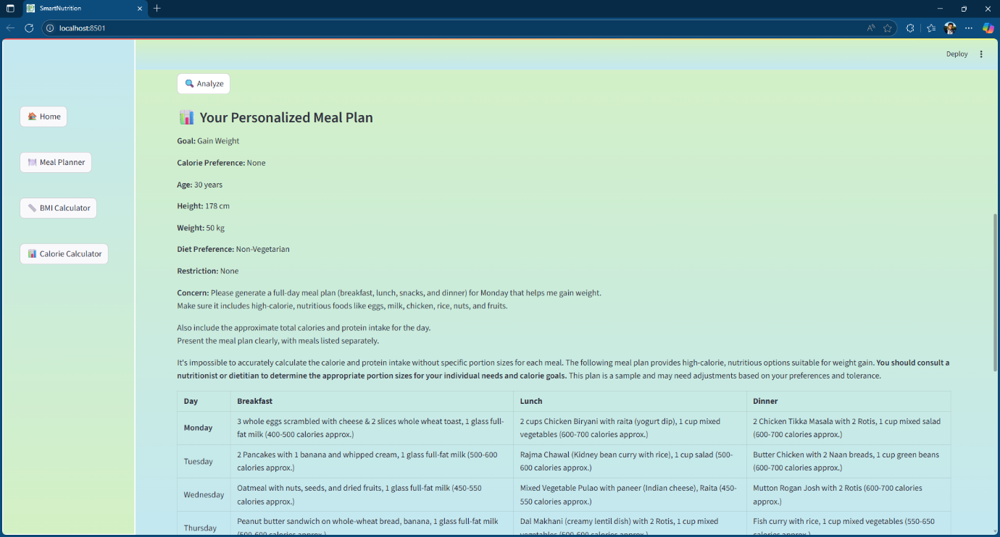 SmartNutrition
localhost:8501
Deploy
Home
Meal Planner
BMI Calculator
Calorie Calculator
Analyze
Your Personalized Meal Plan
Goal: Gain Weight
Calorie Preference: None
Age: 30 years
Height: 178 cm
Weight: 50 kg
Diet Preference: Non-Vegetarian
Restriction: None
Concern: Please generate a full-day meal plan (breakfast, lunch, snacks, and dinner) for Monday that helps me gain weight.
Make sure it includes high-calorie, nutritious foods like eggs, milk, chicken, rice, nuts, and fruits.
Also include the approximate total calories and protein intake for the day.
Present the meal plan clearly, with meals listed separately.
It's impossible to accurately calculate the calorie and protein intake without specific portion sizes for each meal. The following meal plan provides high-calorie, nutritious options suitable for weight gain. You should consult a
nutritionist or dietitian to determine the appropriate portion sizes for your individual needs and calorie goals. This plan is a sample and may need adjustments based on your preferences and tolerance.
Day Breakfast Lunch Dinner
Monday
3 whole eggs scrambled with cheese & 2 slices whole wheat toast, 1 glass full-
fat milk (400-500 calories approx.)
2 cups Chicken Biryani with raita (yogurt dip), 1 cup mixed
vegetables (600-700 calories approx.)
2 Chicken Tikka Masala with 2 Rotis, 1 cup mixed salad
(600-700 calories approx.)
Tuesday
2 Pancakes with 1 banana and whipped cream, 1 glass full-fat milk (500-600
calories approx.)
Rajma Chawal (Kidney bean curry with rice), 1 cup salad (500-
600 calories approx.)
Butter Chicken with 2 Naan breads, 1 cup green beans
(600-700 calories approx.)
Wednesday
Oatmeal with nuts, seeds, and dried fruits, 1 glass full-fat milk (450-550
calories approx.)
Mixed Vegetable Pulao with paneer (Indian cheese), Raita (450-
550 calories approx.)
Mutton Rogan Josh with 2 Rotis (600-700 calories
approx.)
Thursday
Peanut butter sandwich on whole-wheat bread, banana, 1 glass full-fat milk
(500-600 calories approx.)
Dal Makhani (creamy lentil dish) with 2 Rotis, 1 cup mixed
vegetables (500-600 calories approx.)
Fish curry with rice, 1 cup mixed vegetables (550-650
calories approx.)